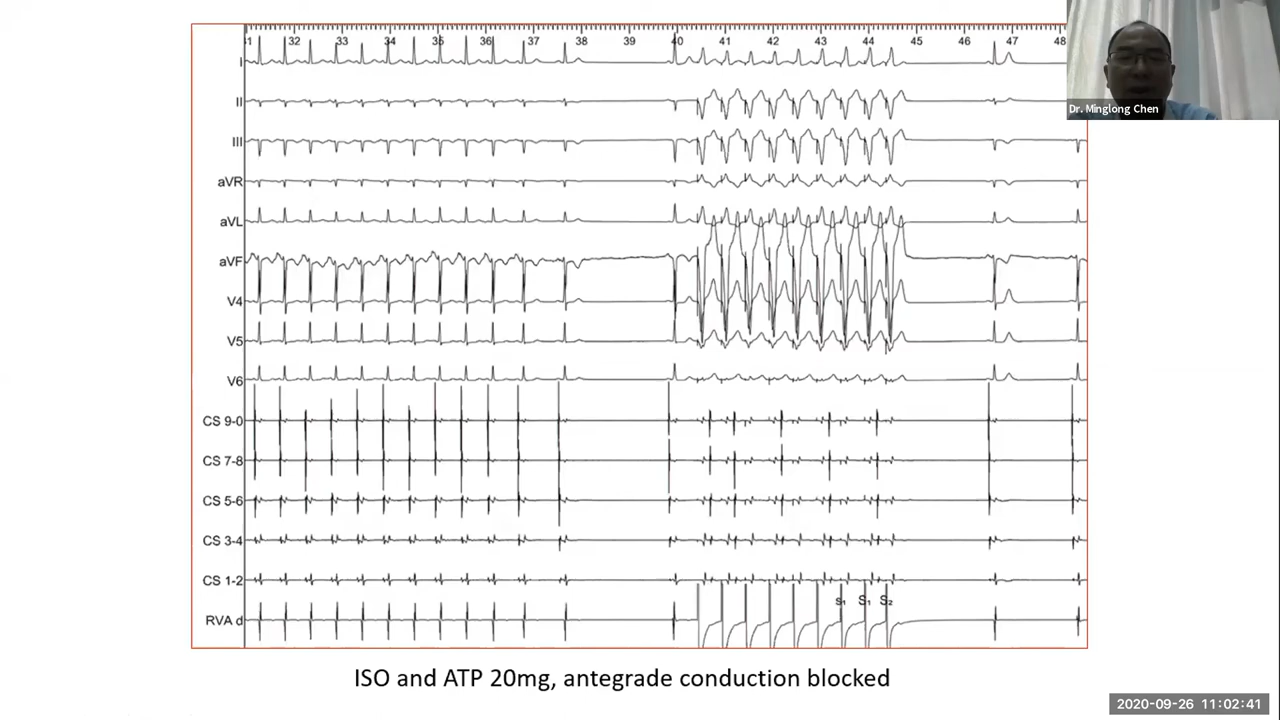 31 32 33 34 35 36 37 38 39 40 41 42 43 44 45 46 47 48
I
II
III
aVR
aVL
aVF
V4
V5
V6
CS 9-0
CS 7-8
CS 5-6
CS 3-4
CS 1-2
S1 S1 S2
RVA d
Dr. Minglong Chen
ISO and ATP 20mg, antegrade conduction blocked
2020-09-26 11:02:41